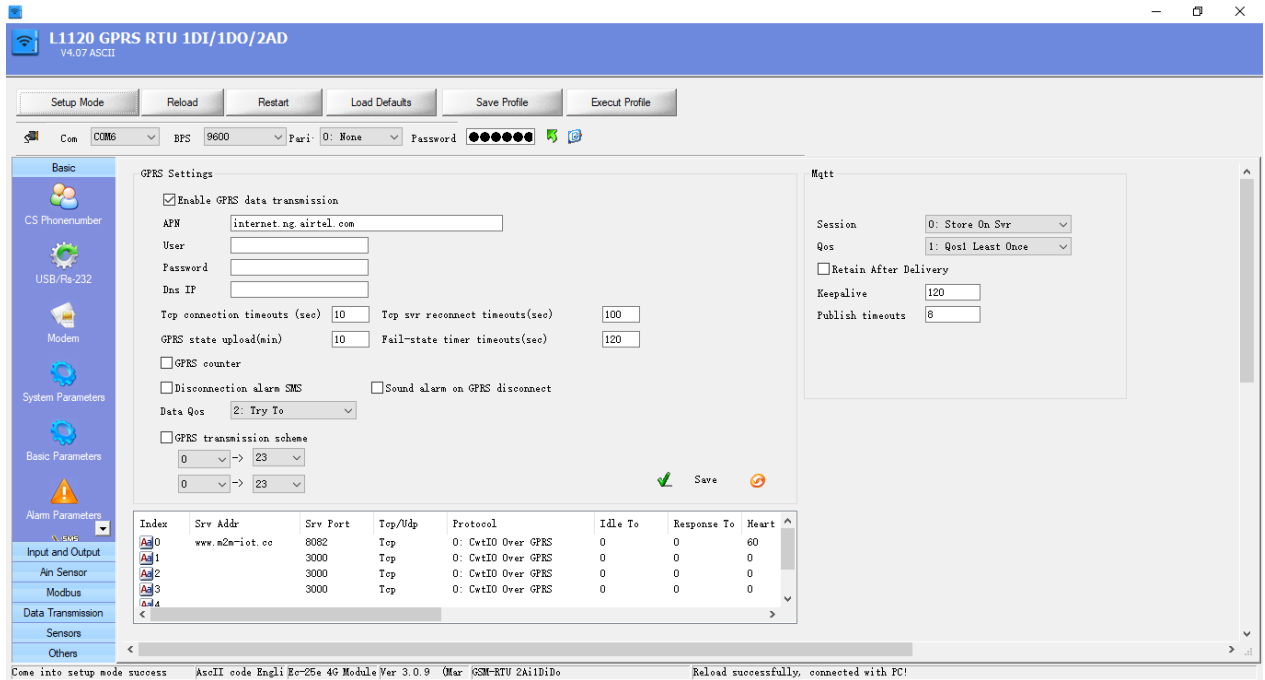 L1120 GPRS RTU 1DI/1DO/2AD
V4.07 ASCII
Setup Mode Reload Restart Load Defaults Save Profile Execut Profile
Com COM6 BPS 9600 Pari 0: None Password ●●●●●●
Basic
CS Phonenumber
USB/Rs-232
Modem
System Parameters
Basic Parameters
Alarm Parameters
SMS
Input and Output
Ain Sensor
Modbus
Data Transmission
Sensors
Others
GPRS Settings
Enable GPRS data transmission
APN internet.ng.airtel.com
User
Password
Dns IP
Tcp connection timeouts (sec) 10 Tcp svr reconnect timeouts(sec) 100
GPRS state upload(min) 10 Fail-state timer timeouts(sec) 120
GPRS counter
Disconnection alarm SMS Sound alarm on GPRS disconnect
Data Qos 2: Try To
GPRS transmission scheme
0 -> 23
0 -> 23
Save
Mqtt
Session 0: Store On Svr
Qos 1: Qos1 Least Once
Retain After Delivery
Keepalive 120
Publish timeouts 8
Index Srv Addr Srv Port Tcp/Udp Protocol Idle To Response To Heart
Aa 0 www.m2m-iot.cc 8082 Tcp 0: CwtIO Over GPRS 0 0 60
Aa 1 3000 Tcp 0: CwtIO Over GPRS 0 0 0
Aa 2 3000 Tcp 0: CwtIO Over GPRS 0 0 0
Aa 3 3000 Tcp 0: CwtIO Over GPRS 0 0 0
Aa 4
Come into setup mode success AscII code Engli Ec-25e 4G Module Ver 3.0.9 (Mar GSM-RTU 2Ai1DiDo Reload successfully, connected with PC!